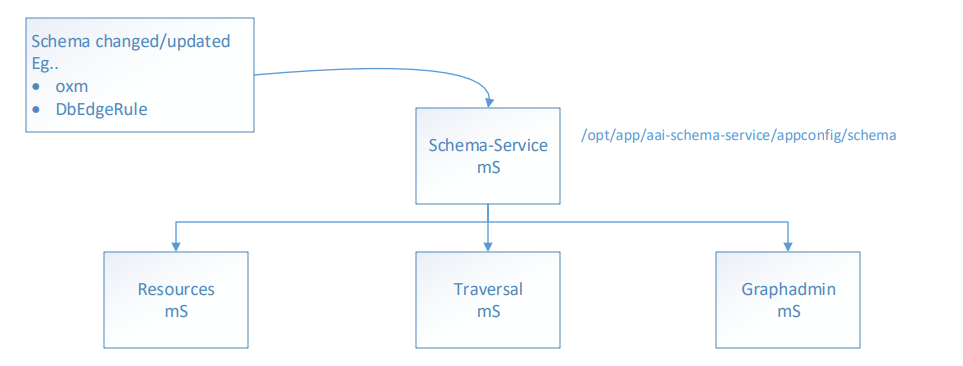 Schema changed/updated
Eg..
• oxm
• DbEdgeRule
Schema-Service
mS
/opt/app/aai-schema-service/appconfig/schema
Resources
mS
Traversal
mS
Graphadmin
mS